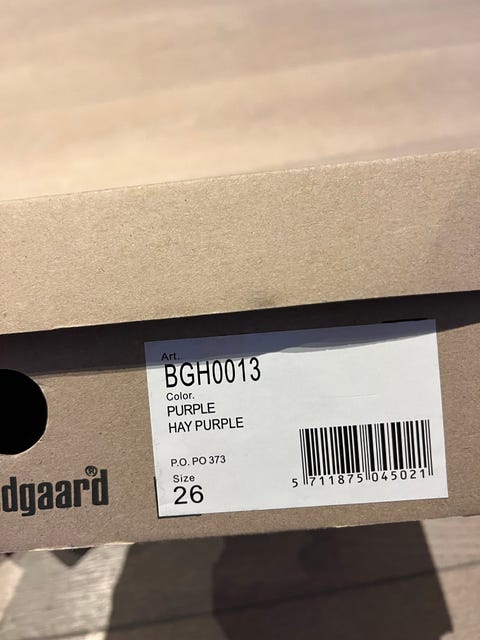 Art.
BGH0013
Color.
PURPLE
HAY PURPLE
P.O. PO 373
Size
26
5 711875 045021
dgaard®